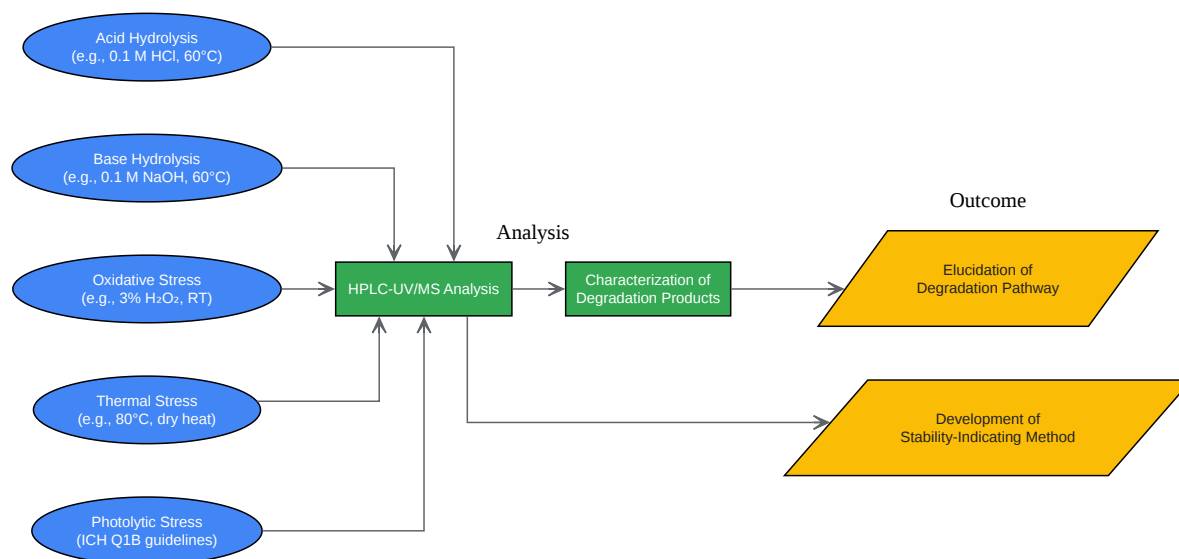 Acid Hydrolysis
(e.g., 0.1 M HCl, 60°C)
Base Hydrolysis
(e.g., 0.1 M NaOH, 60°C)
Oxidative Stress
(e.g., 3% H₂O₂, RT)
Thermal Stress
(e.g., 80°C, dry heat)
Photolytic Stress
(ICH Q1B guidelines)
Analysis
HPLC-UV/MS Analysis
Characterization of
Degradation Products
Outcome
Elucidation of
Degradation Pathway
Development of
Stability-Indicating Method